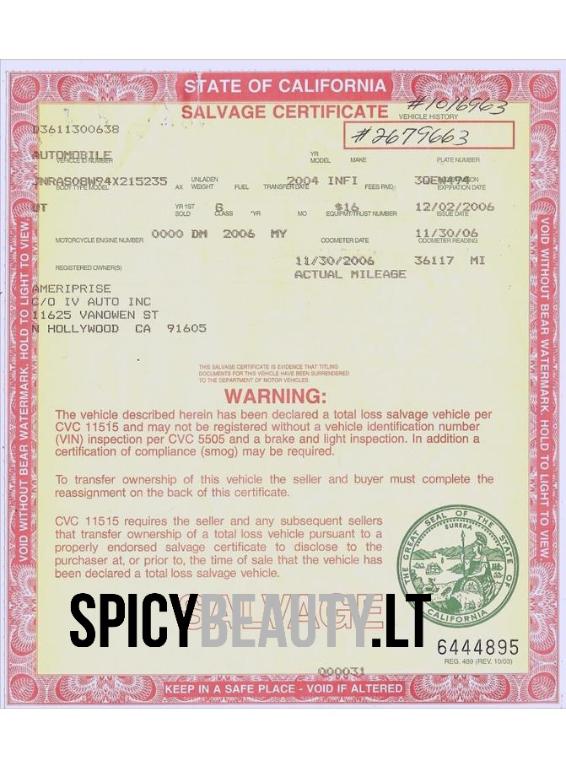 STATE OF CALIFORNIA
SALVAGE CERTIFICATE
#1016963
VEHICLE HISTORY
#2679663
D3611300638
AUTOMOBILE
VEHICLE ID NUMBER
YR MODEL
MAKE
PLATE NUMBER
JNRAS08W94X215235
2004 INFI
3QEW494
BODY TYPE MODEL
AX
UNLADEN WEIGHT
FUEL
TRANSFER DATE
FEES PAID
EXPIRATION DATE
UT
G
$16
12/02/2006
YR 1ST SOLD
CLASS
*YR
MO
EQUIPMT/TRUST NUMBER
ISSUE DATE
0000 DM 2006 MY
11/30/06
MOTORCYCLE ENGINE NUMBER
ODOMETER DATE
ODOMETER READING
11/30/2006
36117 MI
REGISTERED OWNER(S)
ACTUAL MILEAGE
AMERIPRISE
C/O IV AUTO INC
11625 VANOWEN ST
N HOLLYWOOD CA 91605
THIS SALVAGE CERTIFICATE IS EVIDENCE THAT TITLING
DOCUMENTS FOR THIS VEHICLE HAVE BEEN SURRENDERED
TO THE DEPARTMENT OF MOTOR VEHICLES.
WARNING:
The vehicle described herein has been declared a total loss salvage vehicle per
CVC 11515 and may not be registered without a vehicle identification number
(VIN) inspection per CVC 5505 and a brake and light inspection. In addition a
certification of compliance (smog) may be required.
To transfer ownership of this vehicle the seller and buyer must complete the
reassignment on the back of this certificate.
CVC 11515 requires the seller and any subsequent sellers
that transfer ownership of a total loss vehicle pursuant to a
properly endorsed salvage certificate to disclose to the
purchaser at, or prior to, the time of sale that the vehicle has
been declared a total loss salvage vehicle.
THE GREAT SEAL OF THE STATE OF CALIFORNIA
EUREKA
SALVAGE
SPICYBEAUTY.LT
6444895
REG. 489 (REV. 10/03)
000031
KEEP IN A SAFE PLACE - VOID IF ALTERED
VOID WITHOUT BEAR WATERMARK. HOLD TO LIGHT TO VIEW
VOID WITHOUT BEAR WATERMARK. HOLD TO LIGHT TO VIEW